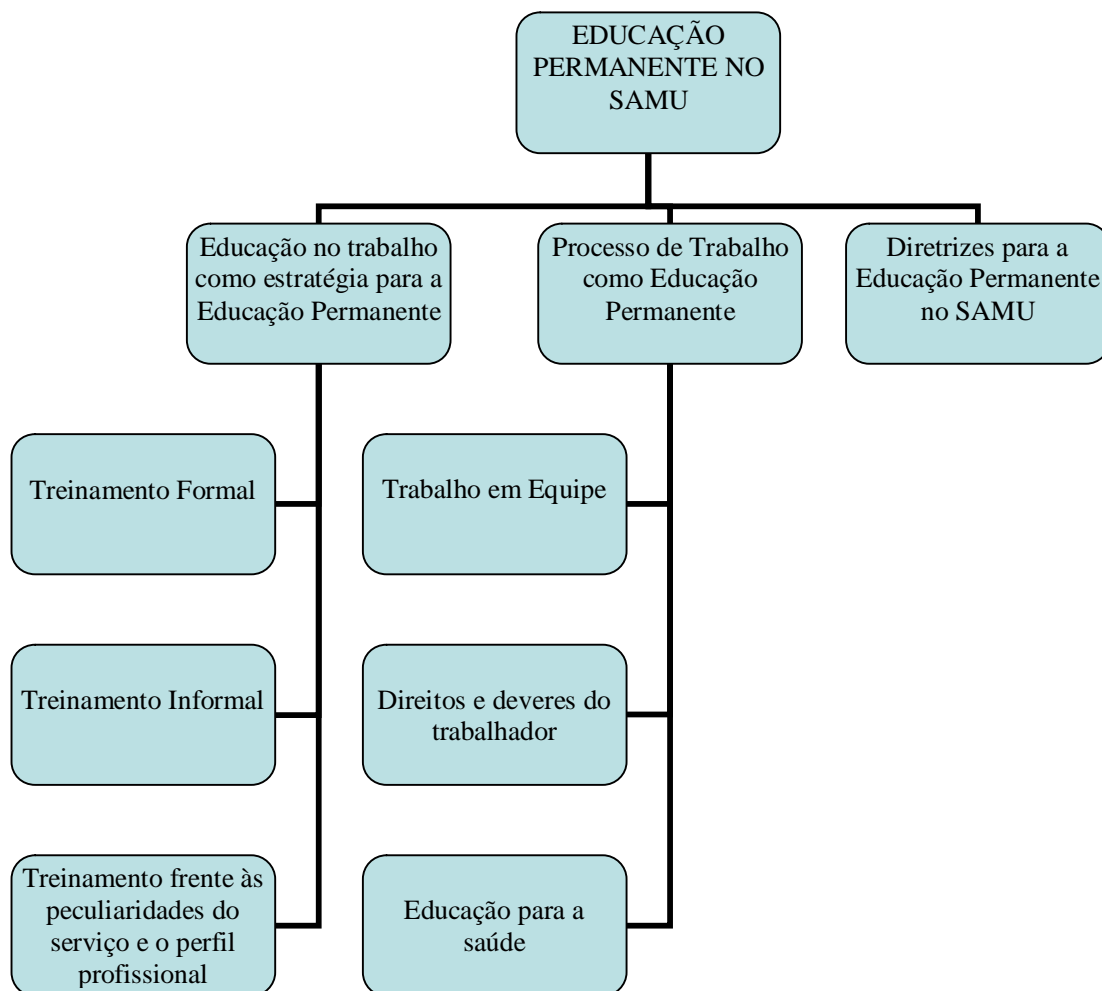 EDUCAÇÃO
PERMANENTE NO
SAMU
Educação no trabalho
como estratégia para a
Educação Permanente
Processo de Trabalho
como Educação
Permanente
Diretrizes para a
Educação Permanente
no SAMU
Treinamento Formal
Trabalho em Equipe
Treinamento Informal
Direitos e deveres do
trabalhador
Treinamento frente às
peculiaridades do
serviço e o perfil
profissional
Educação para a
saúde